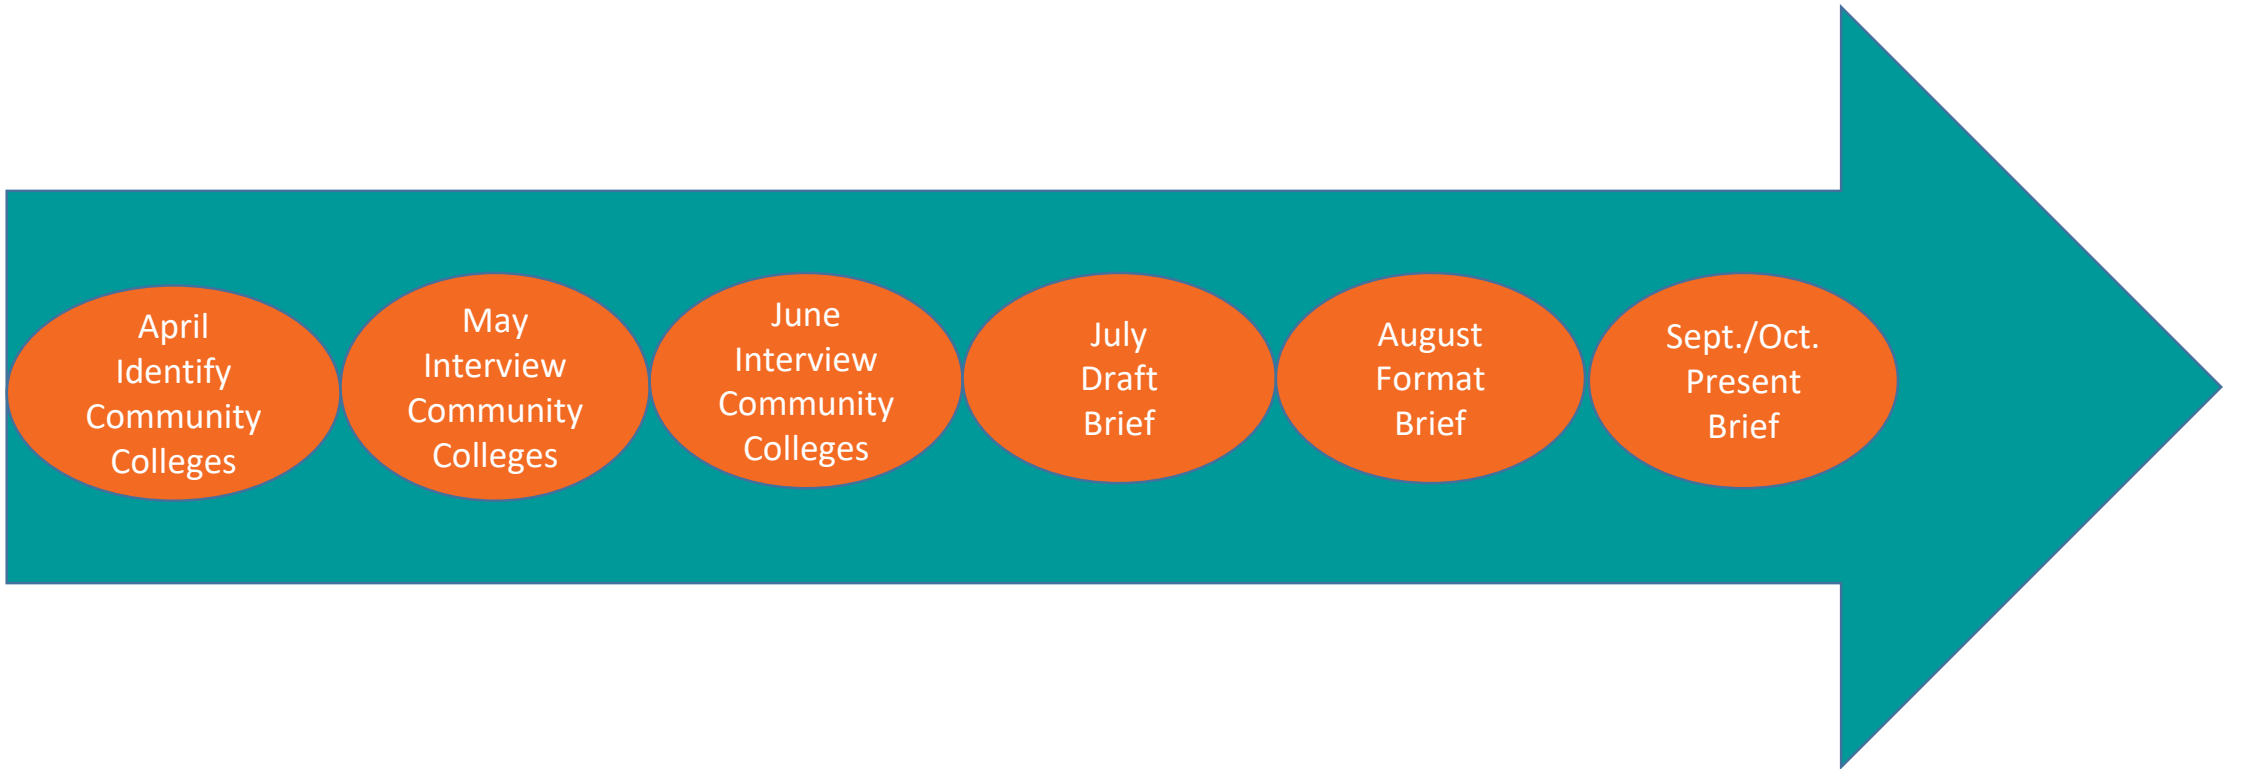 April
Identify
Community
Colleges
May
Interview
Community
Colleges
June
Interview
Community
Colleges
July
Draft
Brief
August
Format
Brief
Sept./Oct.
Present
Brief